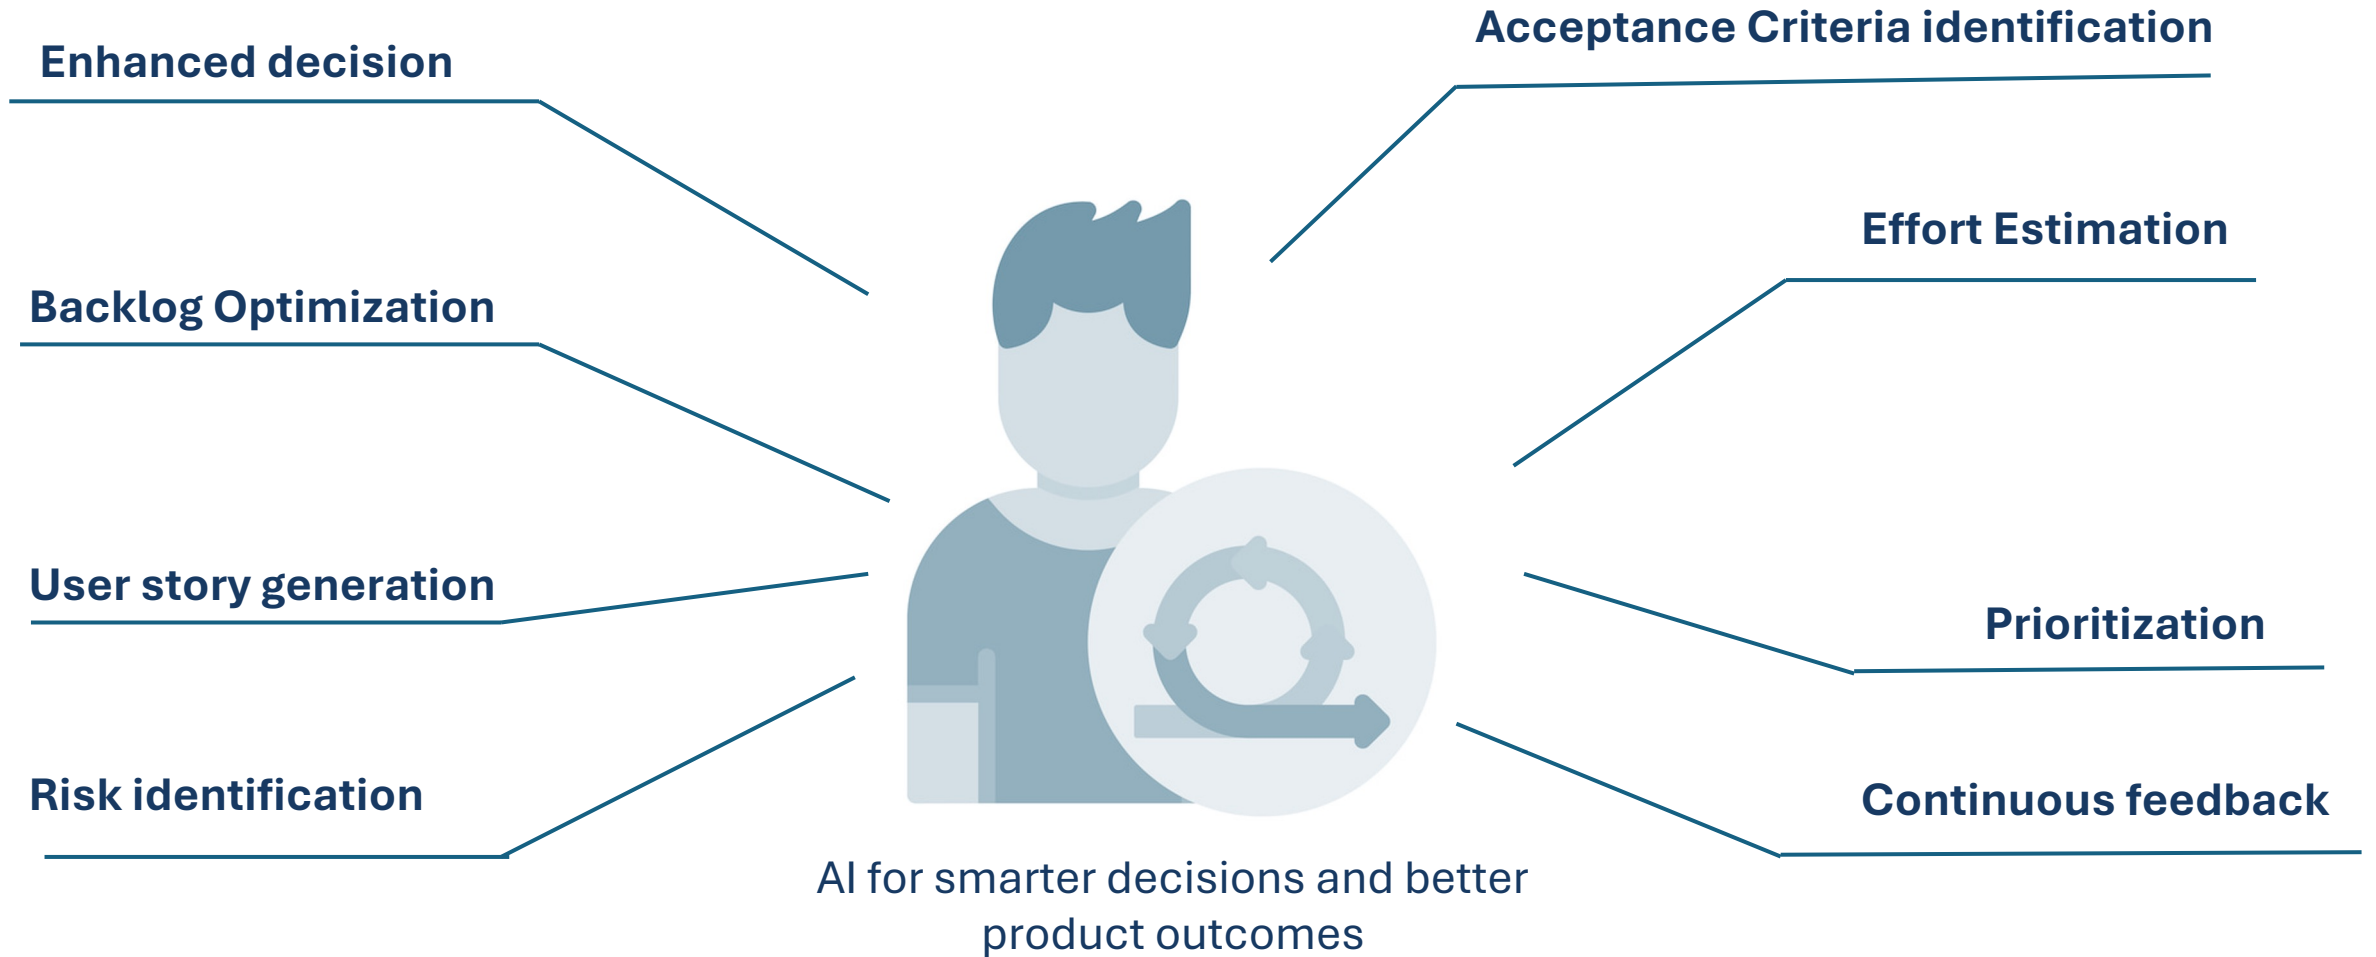 Enhanced decision
Backlog Optimization
User story generation
Risk identification
Acceptance Criteria identification
Effort Estimation
Prioritization
Continuous feedback
AI for smarter decisions and better
product outcomes